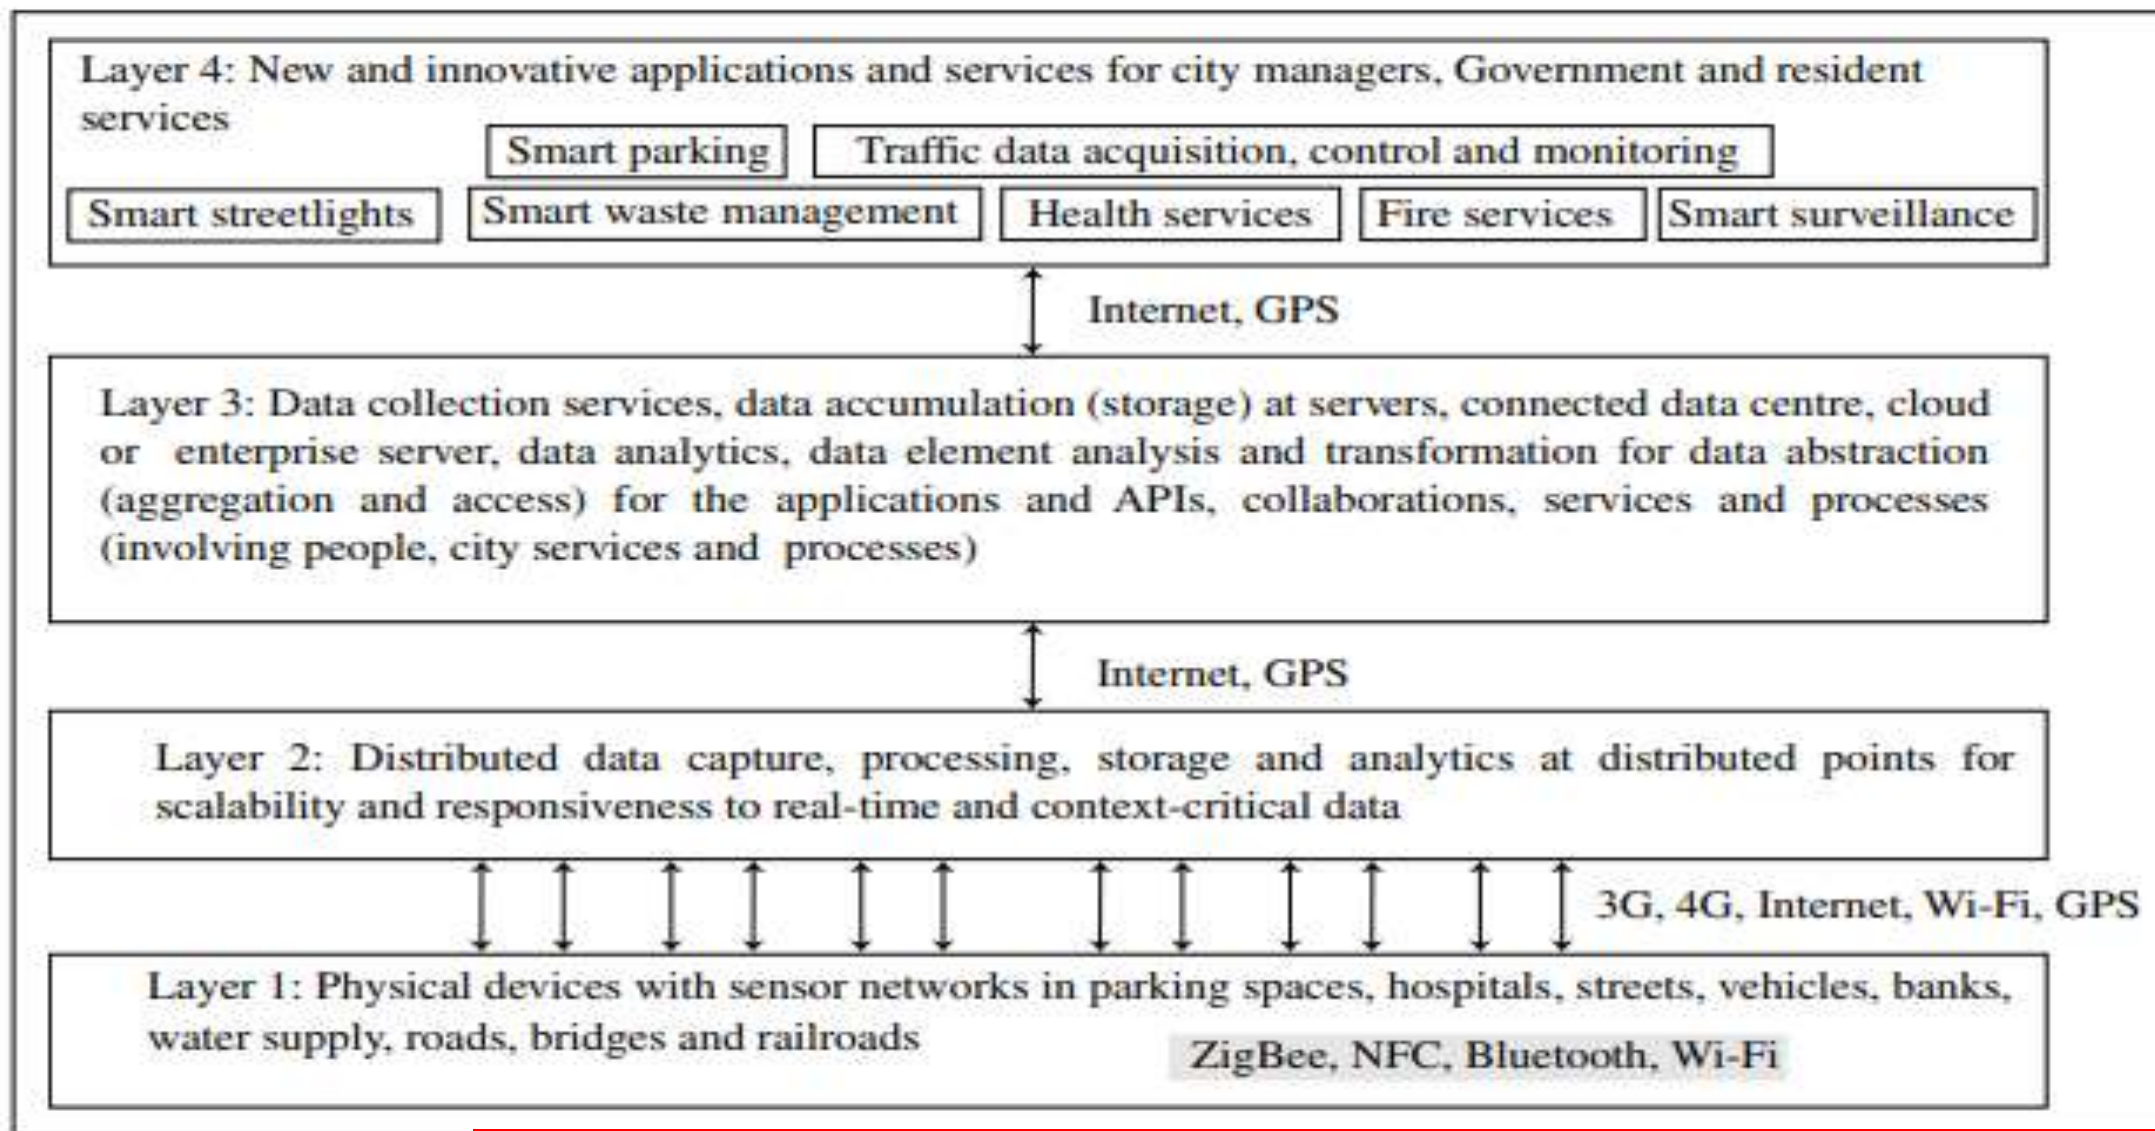 Layer 4: New and innovative applications and services for city managers, Government and resident
services
Smart parking
Traffic data acquisition, control and monitoring
Smart streetlights
Smart waste management
Health services
Fire services
Smart surveillance
Internet, GPS
Layer 3: Data collection services, data accumulation (storage) at servers, connected data centre, cloud
or enterprise server, data analytics, data element analysis and transformation for data abstraction
(aggregation and access) for the applications and APIs, collaborations, services and processes
(involving people, city services and processes)
Internet, GPS
Layer 2: Distributed data capture, processing, storage and analytics at distributed points for
scalability and responsiveness to real-time and context-critical data
3G, 4G, Internet, Wi-Fi, GPS
Layer 1: Physical devices with sensor networks in parking spaces, hospitals, streets, vehicles, banks,
water supply, roads, bridges and railroads
ZigBee, NFC, Bluetooth, Wi-Fi